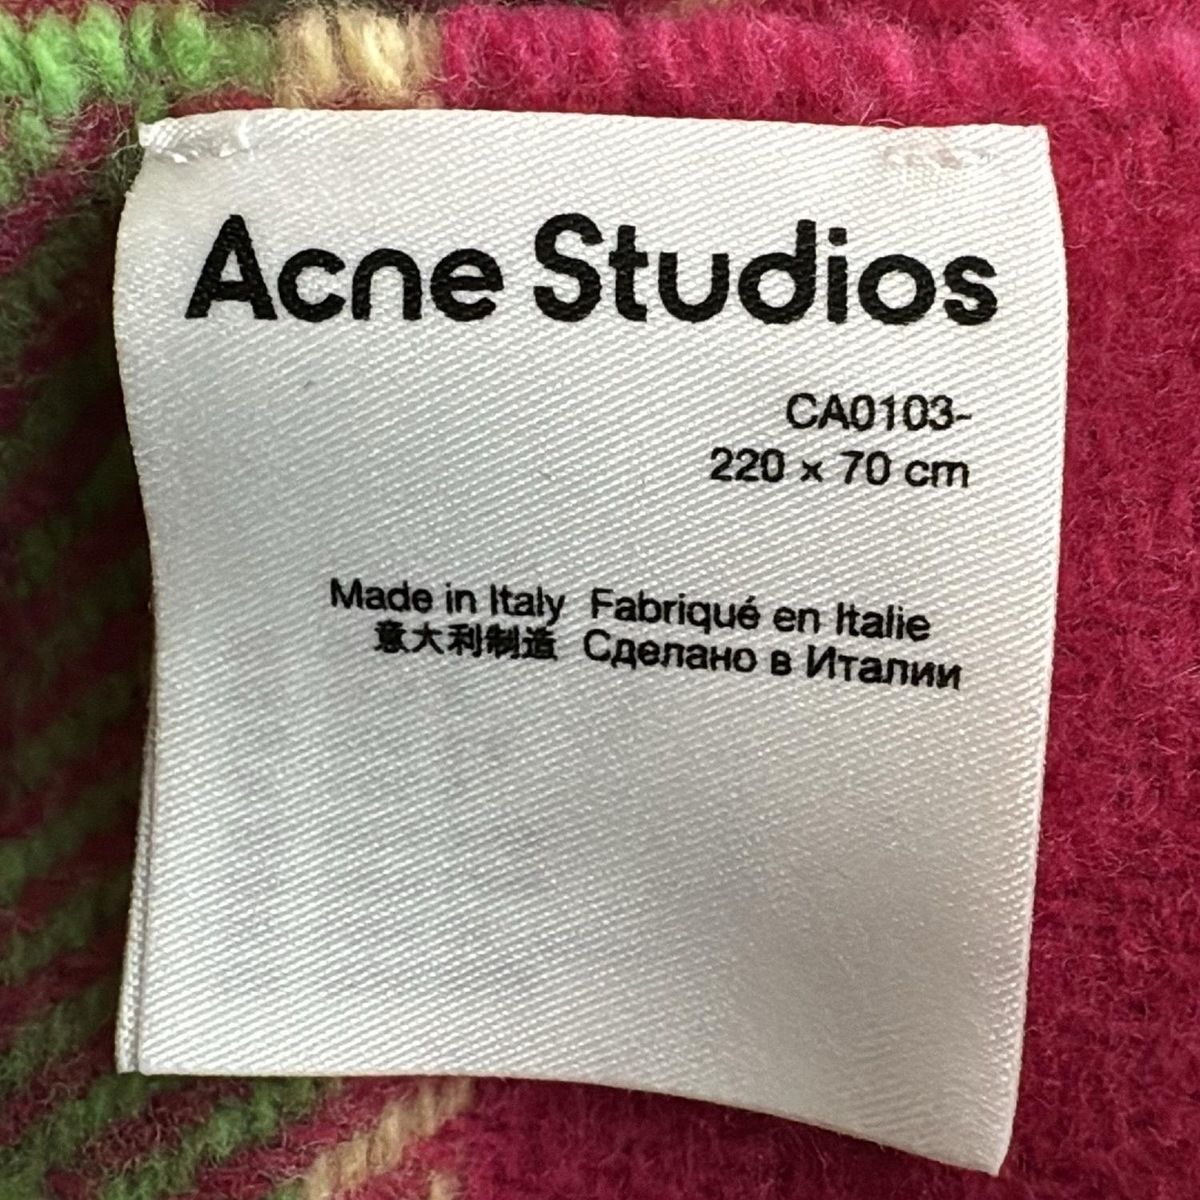 Acne Studios
CA0103-
220 x 70 cm
Made in Italy Fabriqué en Italie
意大利制造 Сделано в Италии